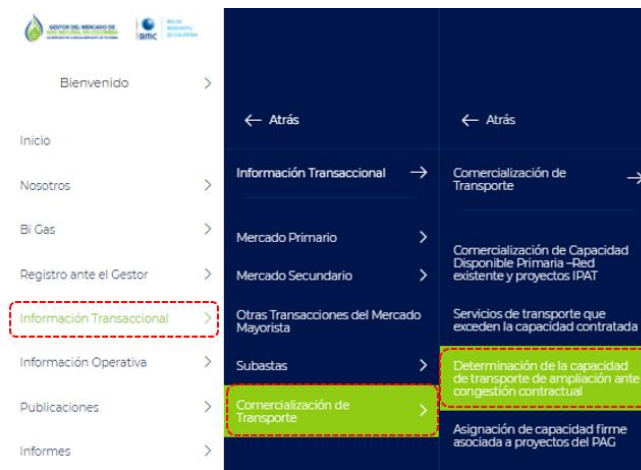 GESTOR DEL MERCADO DE
GAS NATURAL EN COLOMBIA
bmc
BOLSA
MERCANTIL
DE COLOMBIA
Bienvenido
Inicio
Nosotros
Bi Gas
Registro ante el Gestor
Información Transaccional
Información Operativa
Publicaciones
Informes
← Atrás
Información Transaccional →
Mercado Primario
Mercado Secundario
Otras Transacciones del Mercado
Mayorista
Subastas
Comercialización de
Transporte
← Atrás
Comercialización de
Transporte →
Comercialización de Capacidad
Disponible Primaria –Red
existente y proyectos IPAT
Servicios de transporte que
exceden la capacidad contratada
Determinación de la capacidad
de transporte de ampliación ante
congestión contractual
Asignación de capacidad firme
asociada a proyectos del PAG